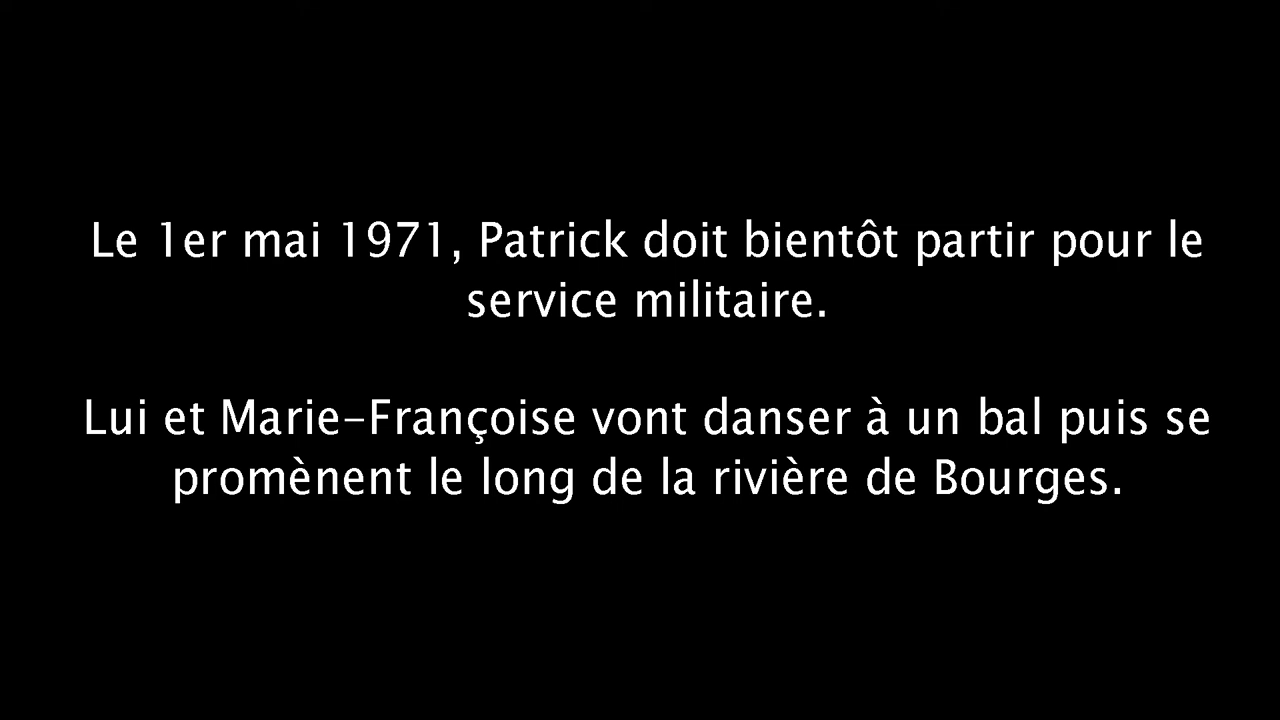 Le 1er mai 1971, Patrick doit bientôt partir pour le
service militaire.
Lui et Marie-Françoise vont danser à un bal puis se
promènent le long de la rivière de Bourges.